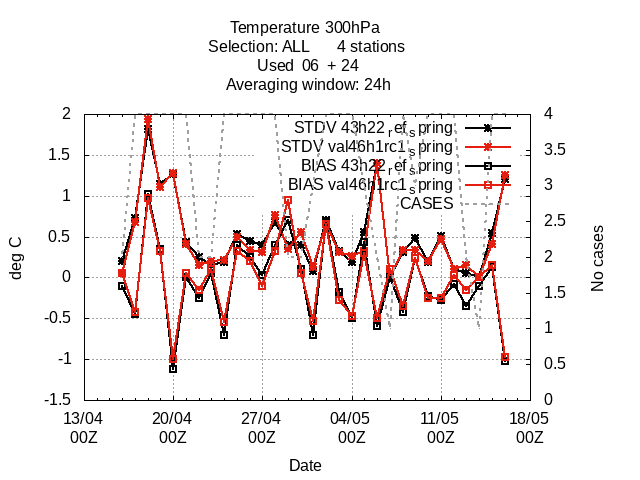 Temperature 300hPa
Selection: ALL 4 stations
Used 06 + 24
Averaging window: 24h
STDV 43h22_ref_spring
STDV val46h1rc1_spring
BIAS 43h22_ref_spring
BIAS val46h1rc1_spring
CASES
2
1.5
1
0.5
0
-0.5
-1
-1.5
deg C
4
3.5
3
2.5
2
1.5
1
0.5
0
No cases
13/04 20/04 27/04 04/05 11/05 18/05
00Z 00Z 00Z 00Z 00Z 00Z
Date